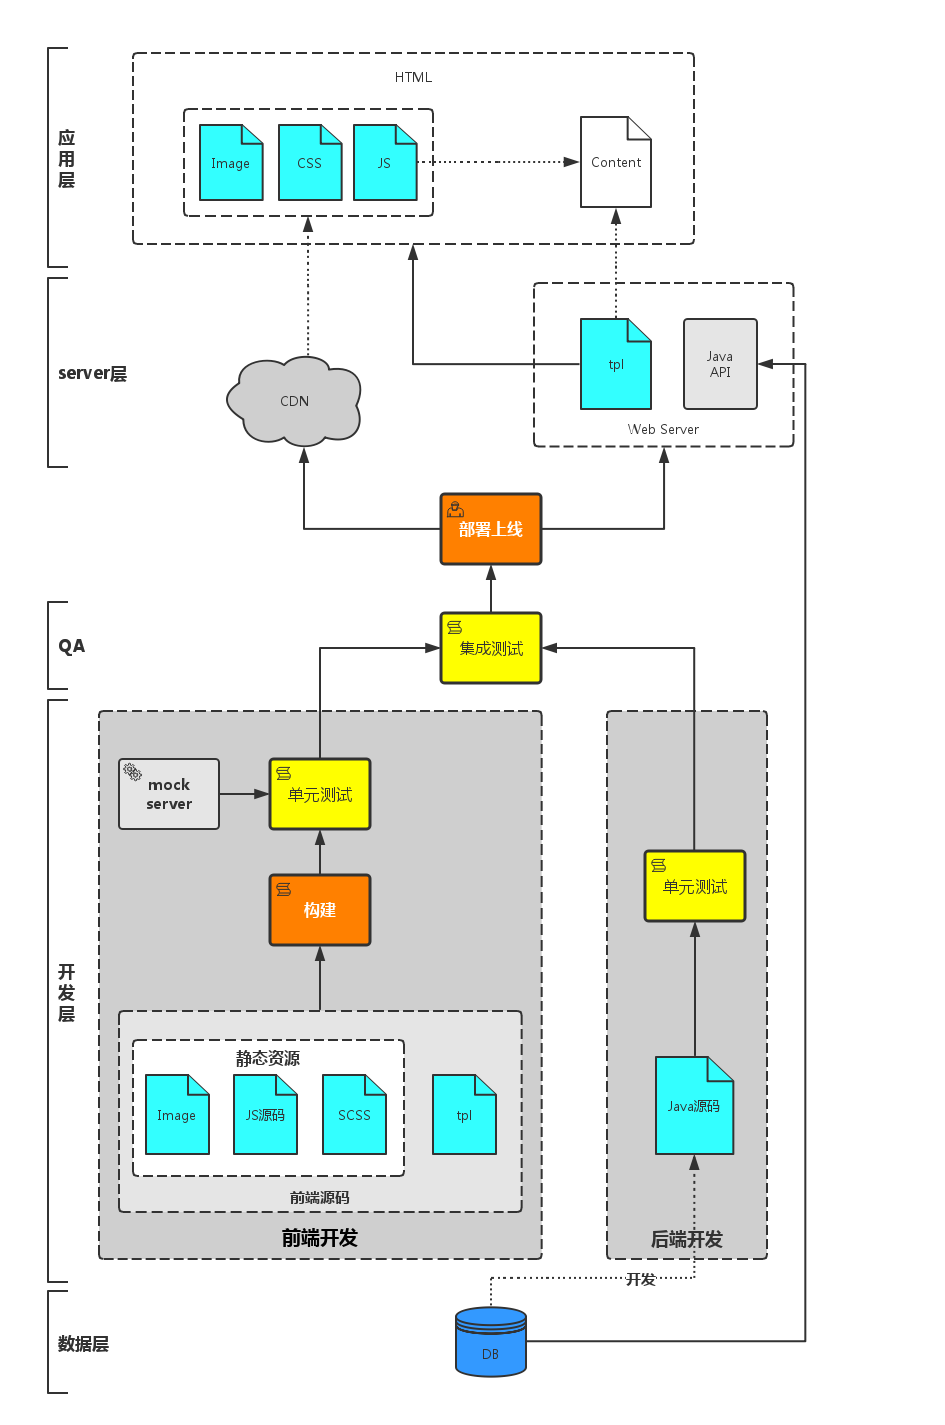 HTML
应
用
层
Image
CSS
JS
Content
server层
tpl
Java
API
CDN
Web Server
部署上线
QA
集成测试
mock
server
单元测试
单元测试
构建
开
发
层
静态资源
Image
JS源码
SCSS
tpl
Java源码
前端源码
前端开发
后端开发
开发
数据层
DB